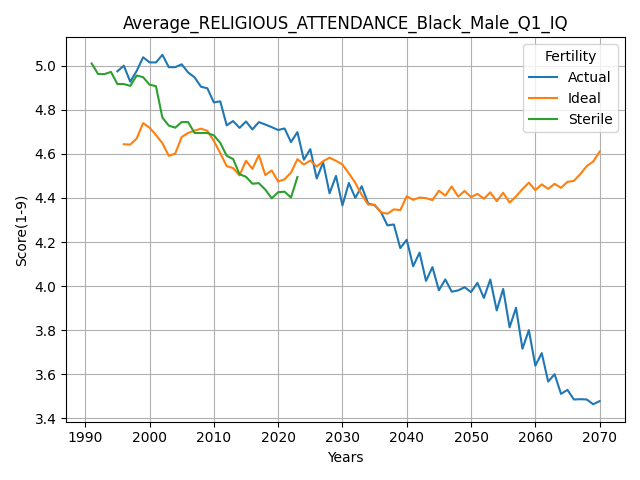 Average_RELIGIOUS_ATTENDANCE_Black_Male_Q1_IQ
Fertility
Actual
Ideal
Sterile
Score(1-9)
5.0
4.8
4.6
4.4
4.2
4.0
3.8
3.6
3.4
1990 2000 2010 2020 2030 2040 2050 2060 2070
Years